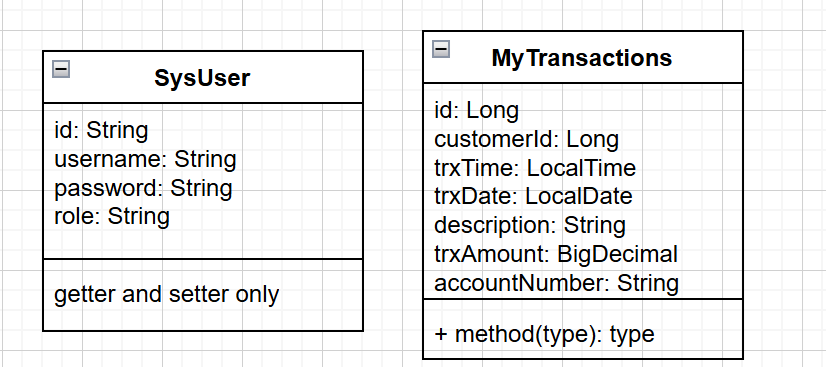 SysUser
id: String
username: String
password: String
role: String
getter and setter only
MyTransactions
id: Long
customerId: Long
trxTime: LocalTime
trxDate: LocalDate
description: String
trxAmount: BigDecimal
accountNumber: String
+ method(type): type